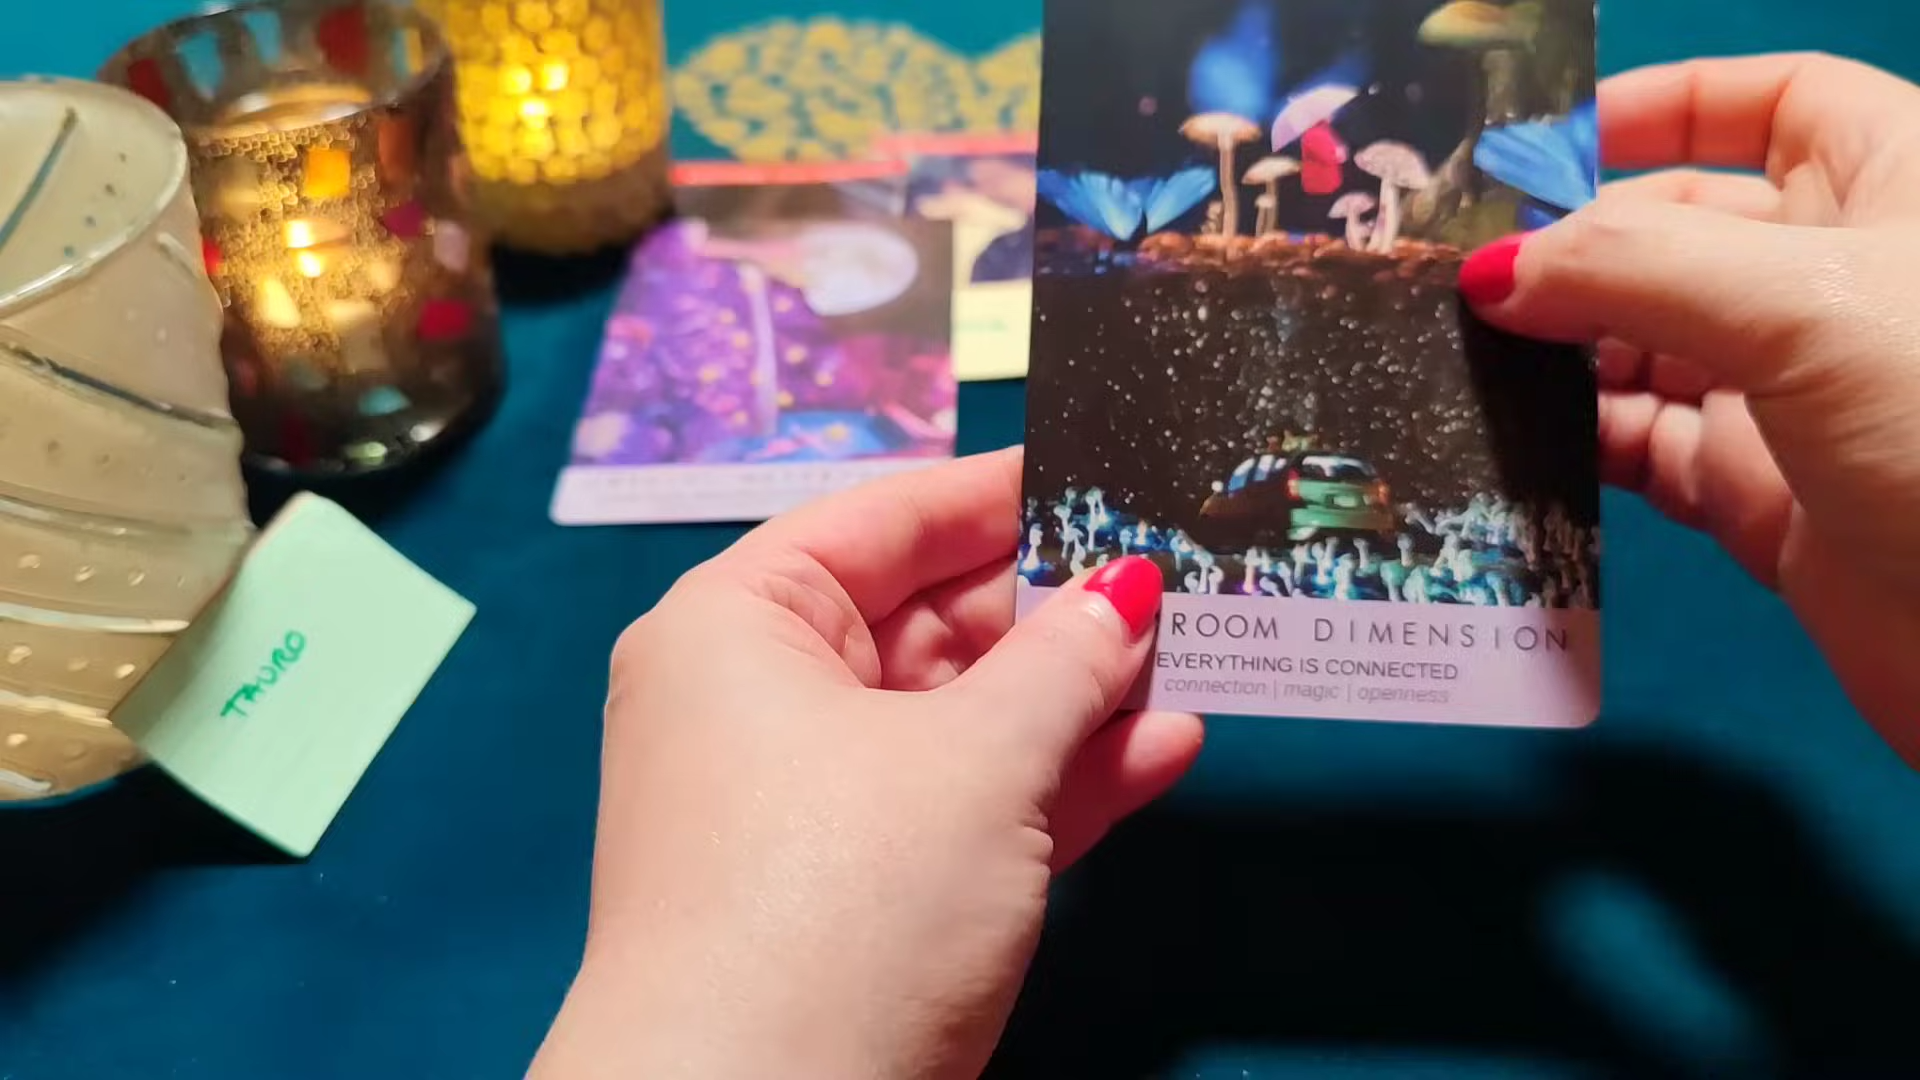 TAURO
ROOM DIMENSION
EVERYTHING IS CONNECTED
connection | magic | openness